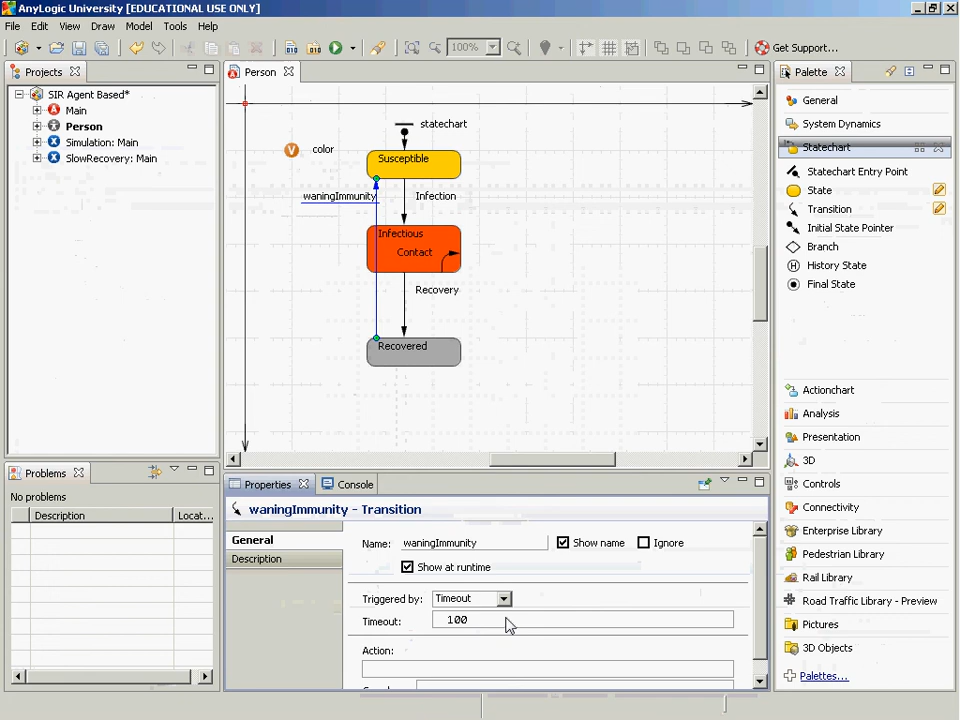 AnyLogic University [EDUCATIONAL USE ONLY]
File Edit View Draw Model Tools Help
100%
Get Support...
Projects
SIR Agent Based*
Main
Person
Simulation: Main
SlowRecovery: Main
Person
statechart
color
Susceptible
waningImmunity
Infection
Infectious
Contact
Recovery
Recovered
Palette
General
System Dynamics
Statechart
Statechart Entry Point
State
Transition
Initial State Pointer
Branch
History State
Final State
Actionchart
Analysis
Presentation
3D
Controls
Connectivity
Enterprise Library
Pedestrian Library
Rail Library
Road Traffic Library - Preview
Pictures
3D Objects
Palettes...
Problems
No problems
Description Locat...
Properties Console
waningImmunity - Transition
General
Description
Name: waningImmunity Show name Ignore
Show at runtime
Triggered by: Timeout
Timeout: 100
Action: